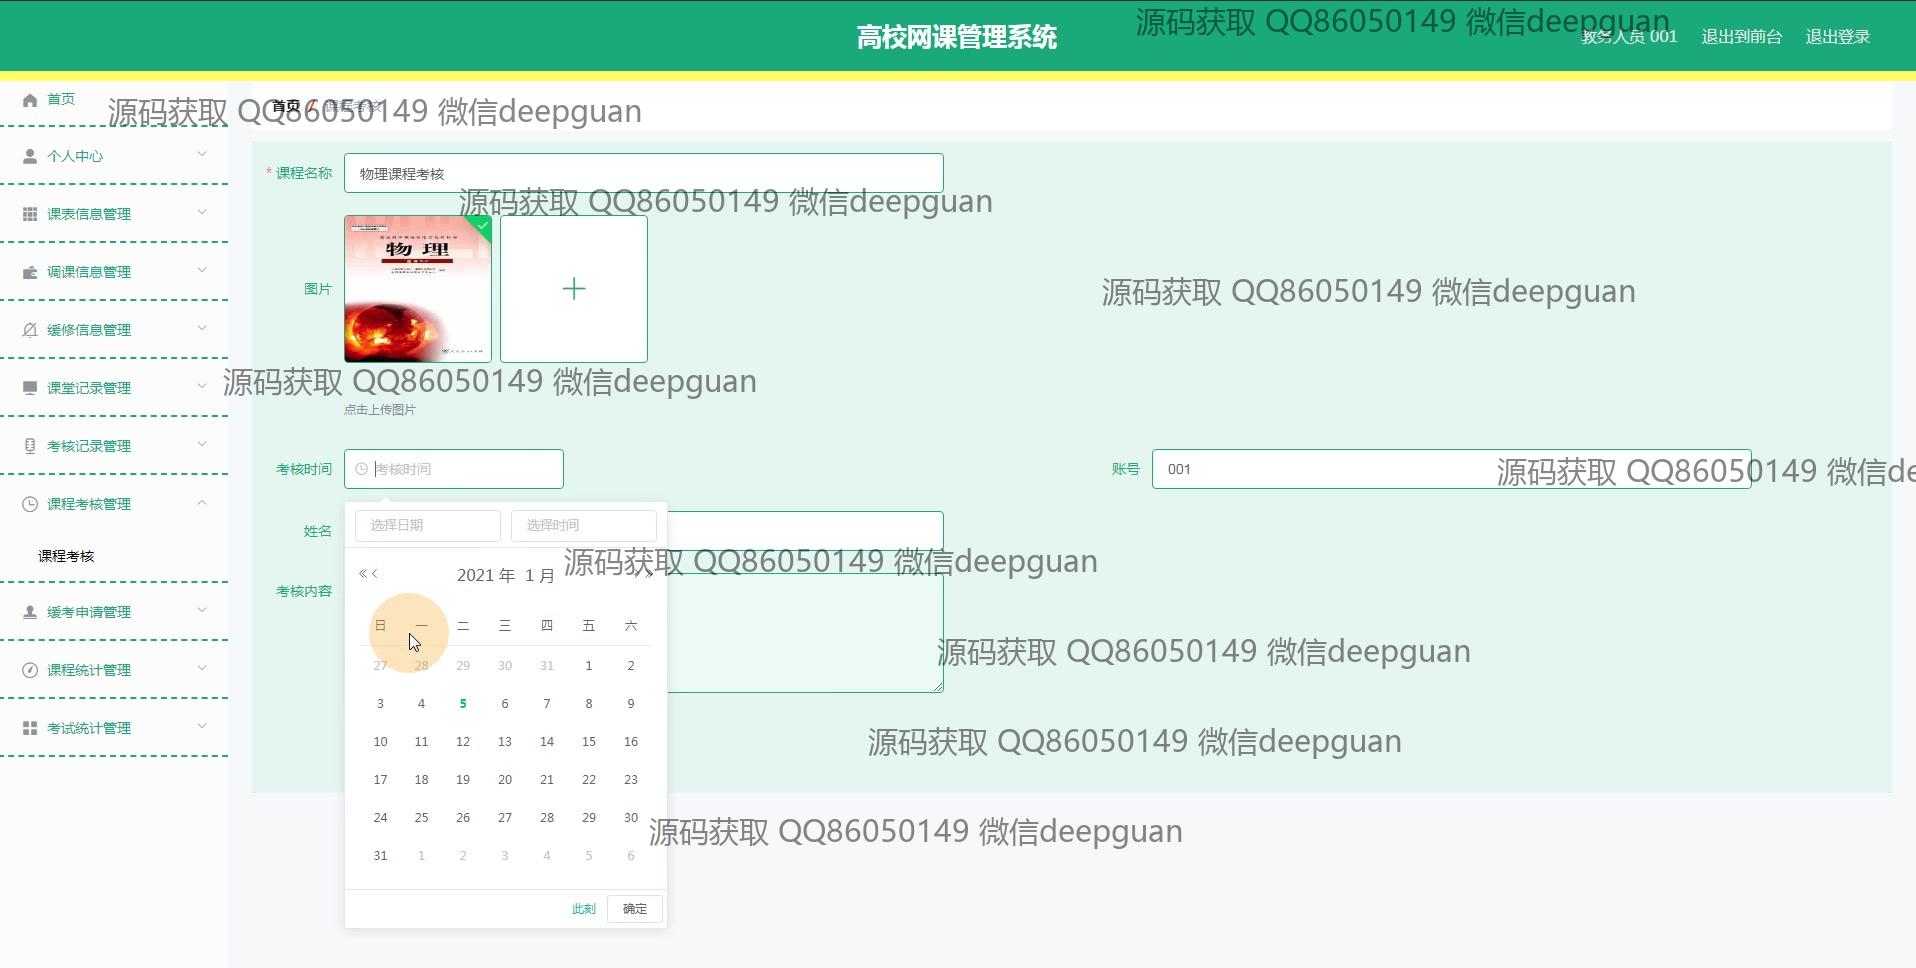 高校网课管理系统
源码获取 QQ86050149 微信deepguan
教务人员 001
退出到前台
退出登录
首页
源码获取 QQ86050149 微信deepguan
首页 / 课程考核
个人中心
课表信息管理
调课信息管理
缓修信息管理
课堂记录管理
考核记录管理
课程考核管理
课程考核
缓考申请管理
课程统计管理
考试统计管理
* 课程名称
物理课程考核
源码获取 QQ86050149 微信deepguan
图片
物理
源码获取 QQ86050149 微信deepguan
源码获取 QQ86050149 微信deepguan
点击上传图片
考核时间
考核时间
账号
001
源码获取 QQ86050149 微信de
姓名
选择日期
选择时间
考核内容
源码获取 QQ86050149 微信deepguan
2021 年 1 月
日 一 二 三 四 五 六
27 28 29 30 31 1 2
源码获取 QQ86050149 微信deepguan
3 4 5 6 7 8 9
10 11 12 13 14 15 16
源码获取 QQ86050149 微信deepguan
17 18 19 20 21 22 23
24 25 26 27 28 29 30
源码获取 QQ86050149 微信deepguan
31 1 2 3 4 5 6
此刻
确定